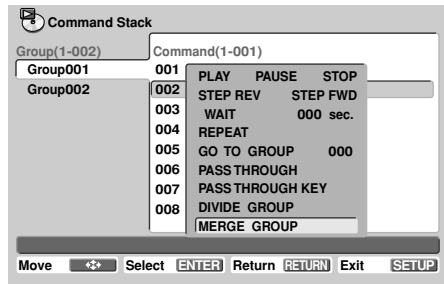 Command Stack
Group(1-002) Command(1-001)
Group001 001 PLAY PAUSE STOP
Group002 002 STEP REV STEP FWD
003 WAIT 000 sec.
004 REPEAT
005 GO TO GROUP 000
006 PASS THROUGH
007 PASS THROUGH KEY
008 DIVIDE GROUP
MERGE GROUP
Move Select ENTER Return RETURN Exit SETUP